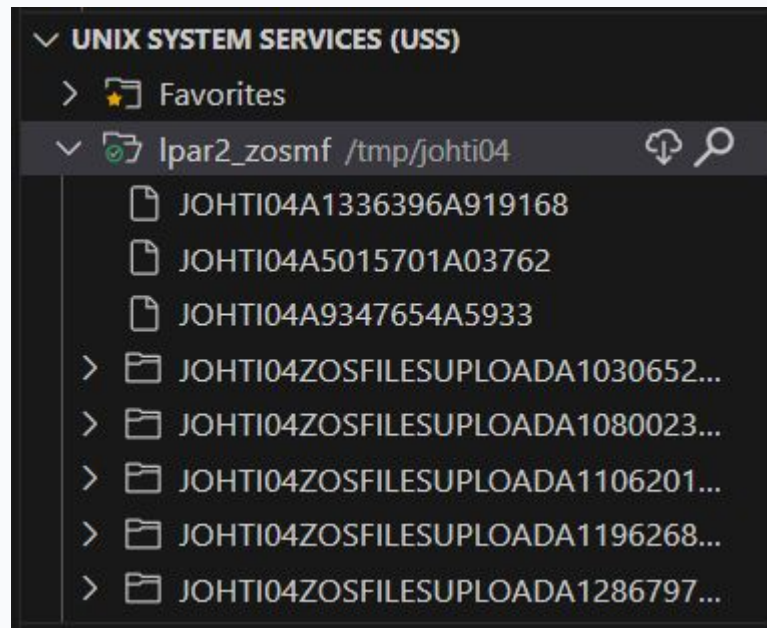 UNIX SYSTEM SERVICES (USS)
Favorites
lpar2_zosmf /tmp/johti04
JOHTI04A1336396A919168
JOHTI04A5015701A03762
JOHTI04A9347654A5933
JOHTI04ZOSFILESUPLOADA1030652...
JOHTI04ZOSFILESUPLOADA1080023...
JOHTI04ZOSFILESUPLOADA1106201...
JOHTI04ZOSFILESUPLOADA1196268...
JOHTI04ZOSFILESUPLOADA1286797...